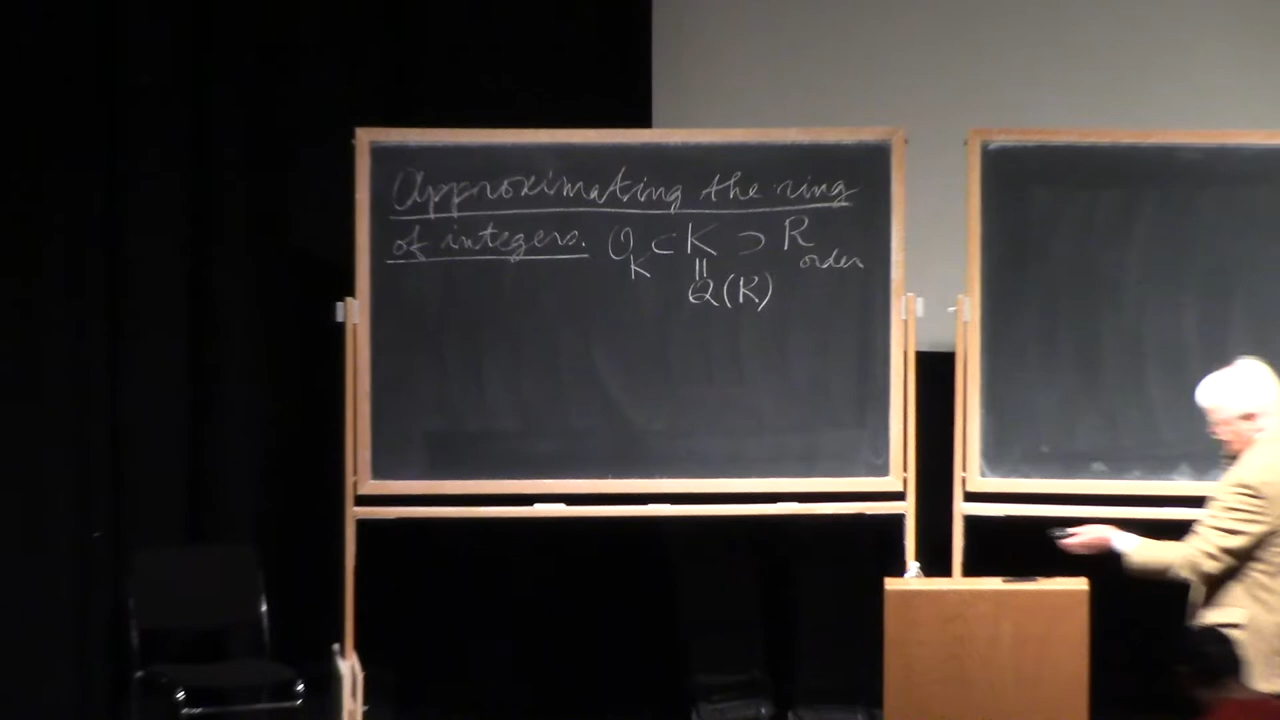 Approximating the ring
of integers. O_K ⊂ K ⊃ R order
=
Q(R)